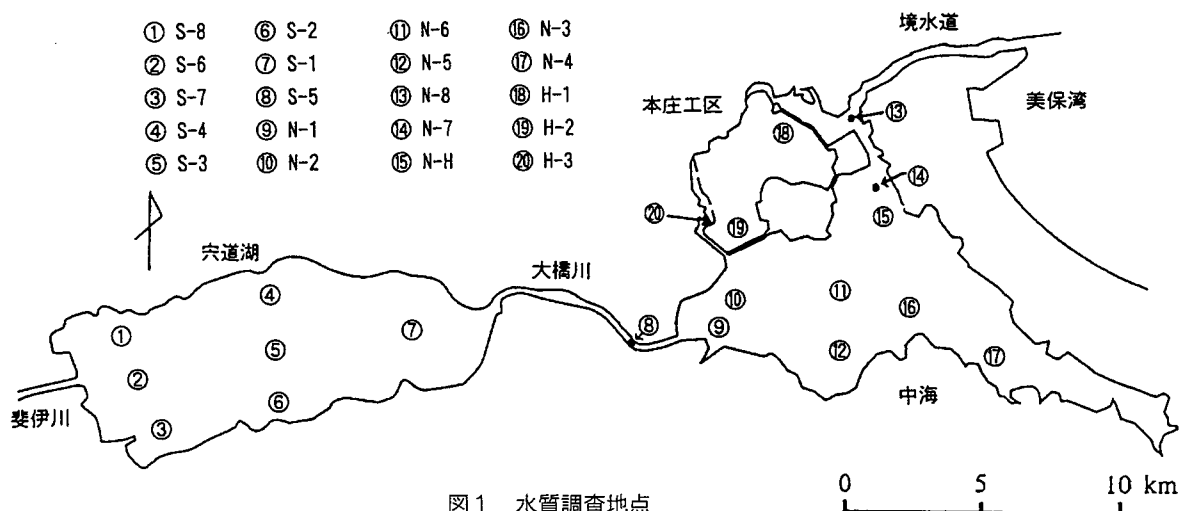 ① S-8 ⑥ S-2 ⑪ N-6 ⑯ N-3
② S-6 ⑦ S-1 ⑫ N-5 ⑰ N-4
③ S-7 ⑧ S-5 ⑬ N-8 ⑱ H-1
④ S-4 ⑨ N-1 ⑭ N-7 ⑲ H-2
⑤ S-3 ⑩ N-2 ⑮ N-H ⑳ H-3
境水道
本庄工区
美保湾
⑬
⑱
⑭
⑳
⑲
⑮
宍道湖
大橋川
④
⑩
⑪
⑯
①
⑦
⑧
⑨
⑤
⑫
⑰
②
⑥
中海
斐伊川
③
0 5 10 km
図1 水質調査地点